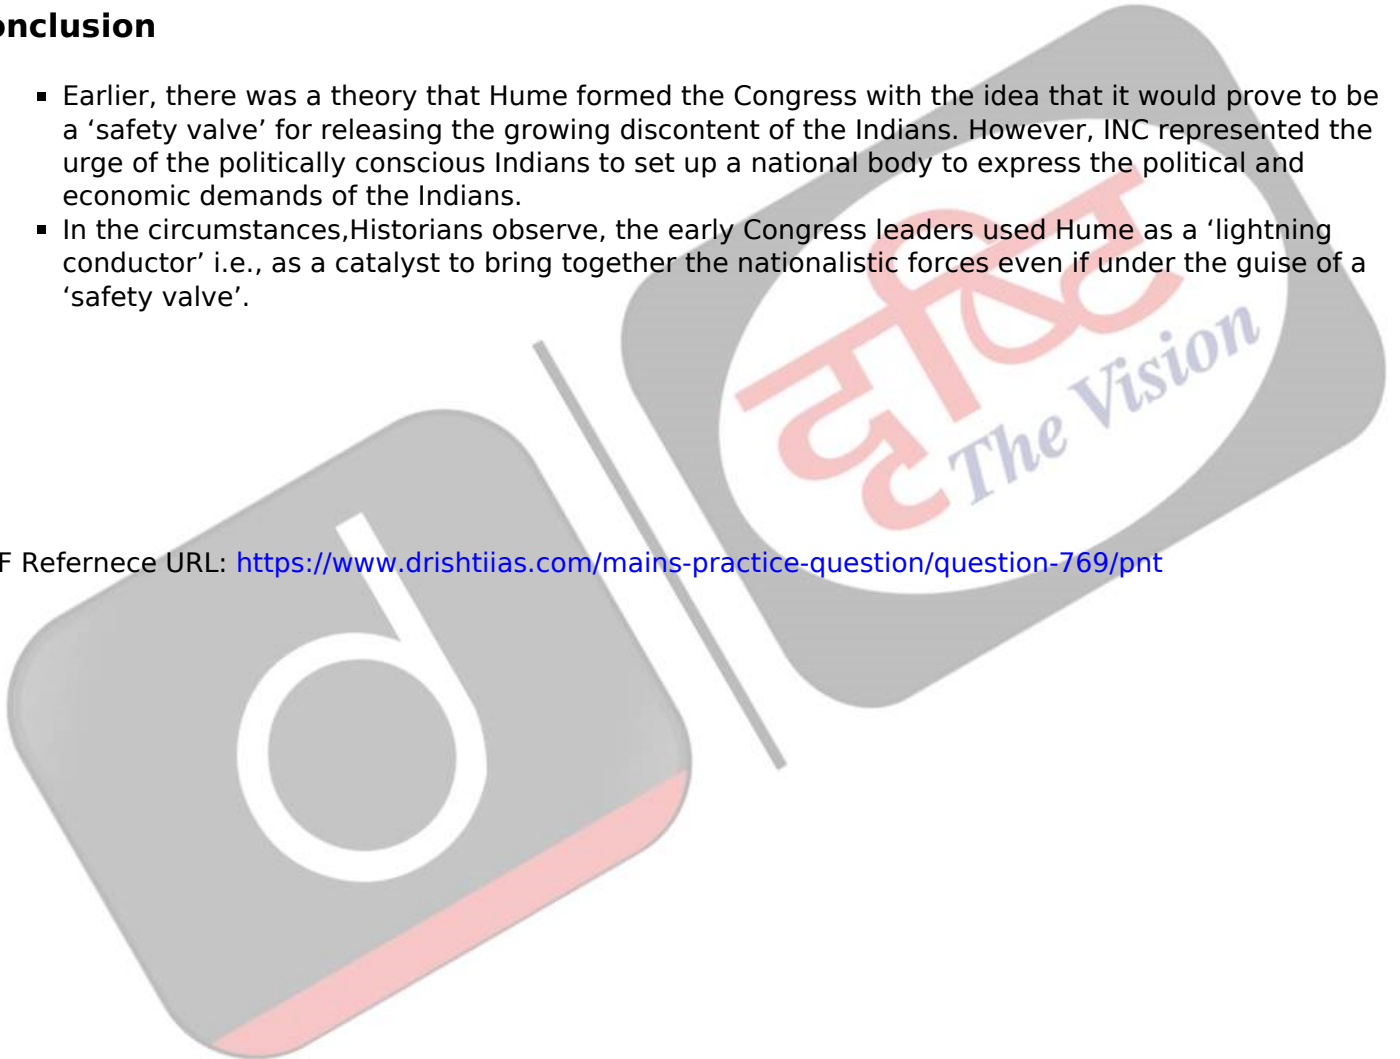 onclusion
▪ Earlier, there was a theory that Hume formed the Congress with the idea that it would prove to be
a ‘safety valve’ for releasing the growing discontent of the Indians. However, INC represented the
urge of the politically conscious Indians to set up a national body to express the political and
economic demands of the Indians.
▪ In the circumstances,Historians observe, the early Congress leaders used Hume as a ‘lightning
conductor’ i.e., as a catalyst to bring together the nationalistic forces even if under the guise of a
‘safety valve’.
दृष्टि
The Vision
d
F Refernece URL: https://www.drishtiias.com/mains-practice-question/question-769/pnt